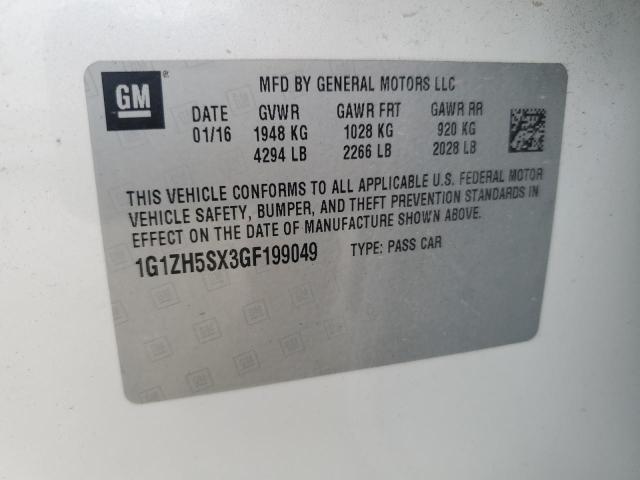 GM®
MFD BY GENERAL MOTORS LLC
DATE GVWR GAWR FRT GAWR RR
01/16 1948 KG 1028 KG 920 KG
4294 LB 2266 LB 2028 LB
THIS VEHICLE CONFORMS TO ALL APPLICABLE U.S. FEDERAL MOTOR
VEHICLE SAFETY, BUMPER, AND THEFT PREVENTION STANDARDS IN
EFFECT ON THE DATE OF MANUFACTURE SHOWN ABOVE.
1G1ZH5SX3GF199049 TYPE: PASS CAR